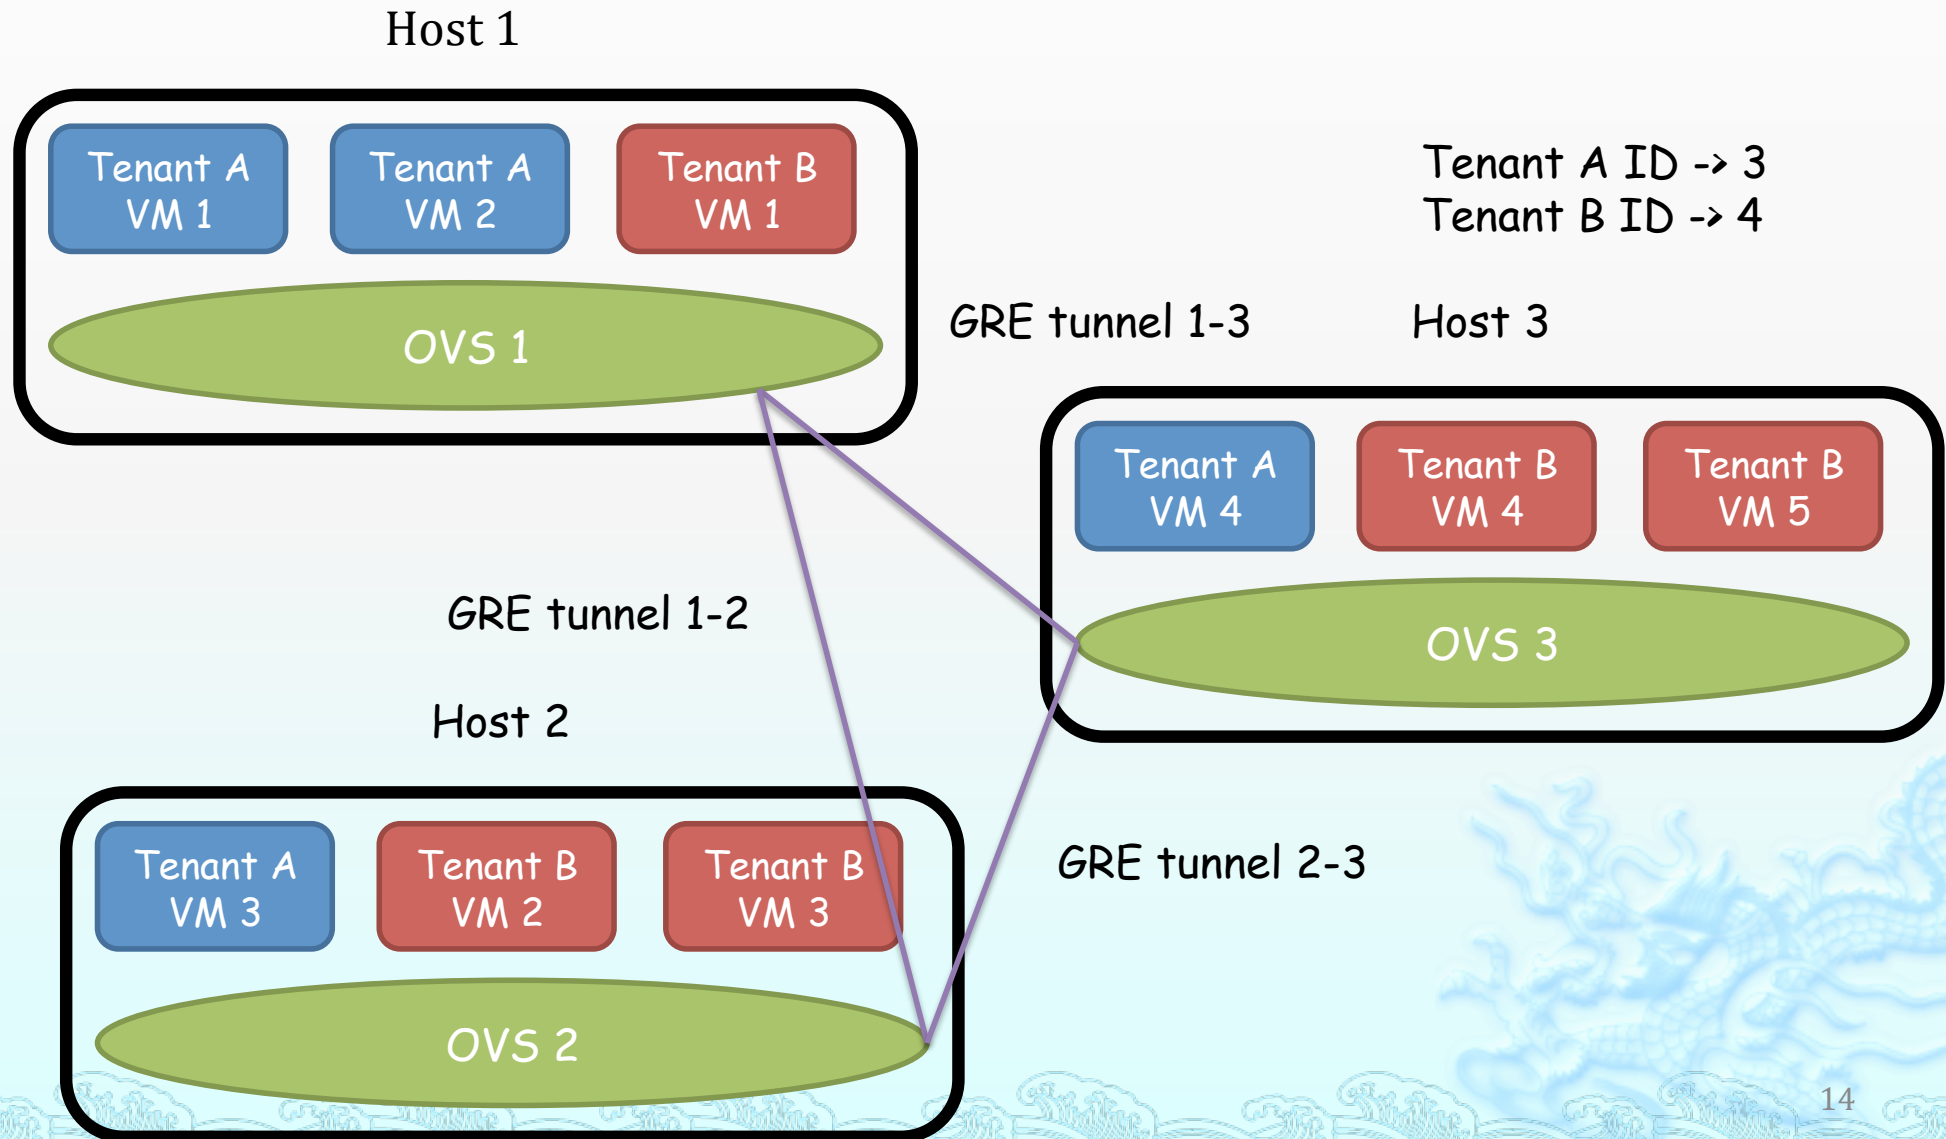 Host 1
Tenant A
VM 1
Tenant A
VM 2
Tenant B
VM 1
OVS 1
Tenant A ID -> 3
Tenant B ID -> 4
GRE tunnel 1-3
Host 3
Tenant A
VM 4
Tenant B
VM 4
Tenant B
VM 5
OVS 3
GRE tunnel 1-2
Host 2
Tenant A
VM 3
Tenant B
VM 2
Tenant B
VM 3
OVS 2
GRE tunnel 2-3
14